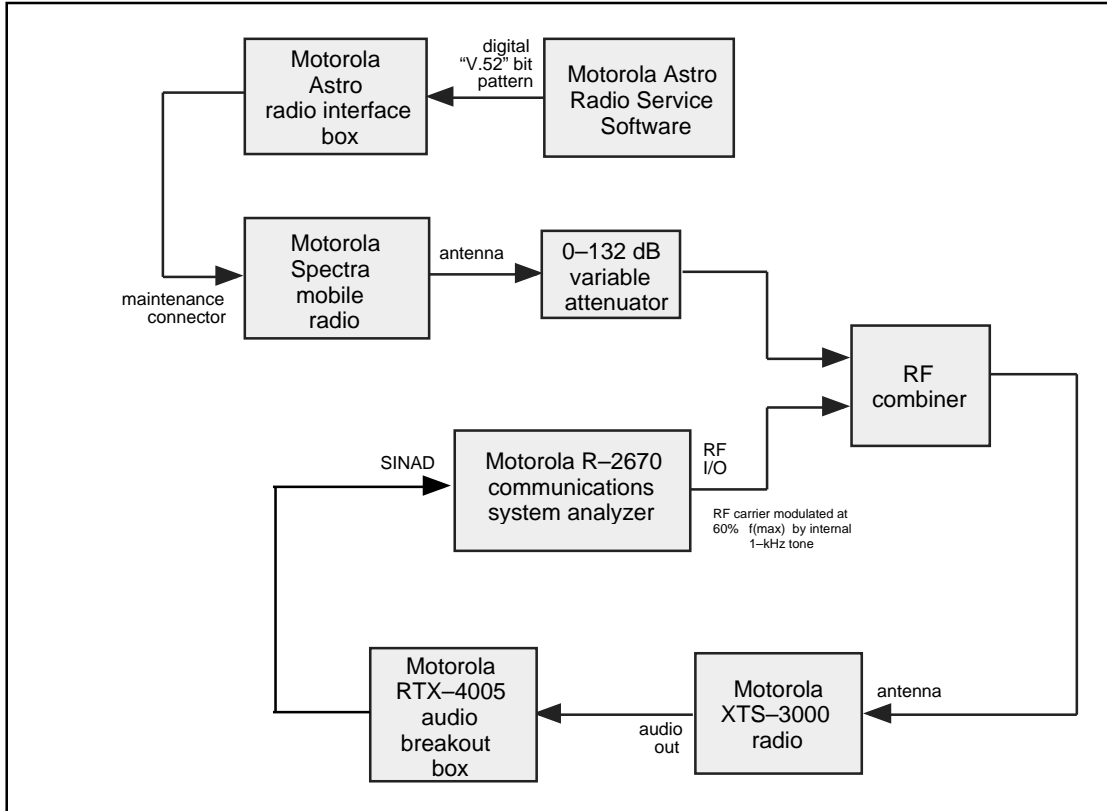 Motorola
Astro
radio interface
box
digital
“V.52” bit
pattern
Motorola Astro
Radio Service
Software
maintenance
connector
Motorola
Spectra
mobile
radio
antenna
0–132 dB
variable
attenuator
RF
combiner
SINAD
Motorola R–2670
communications
system analyzer
RF
I/O
RF carrier modulated at
60% f(max) by internal
1–kHz tone
Motorola
RTX–4005
audio
breakout
box
audio
out
Motorola
XTS–3000
radio
antenna